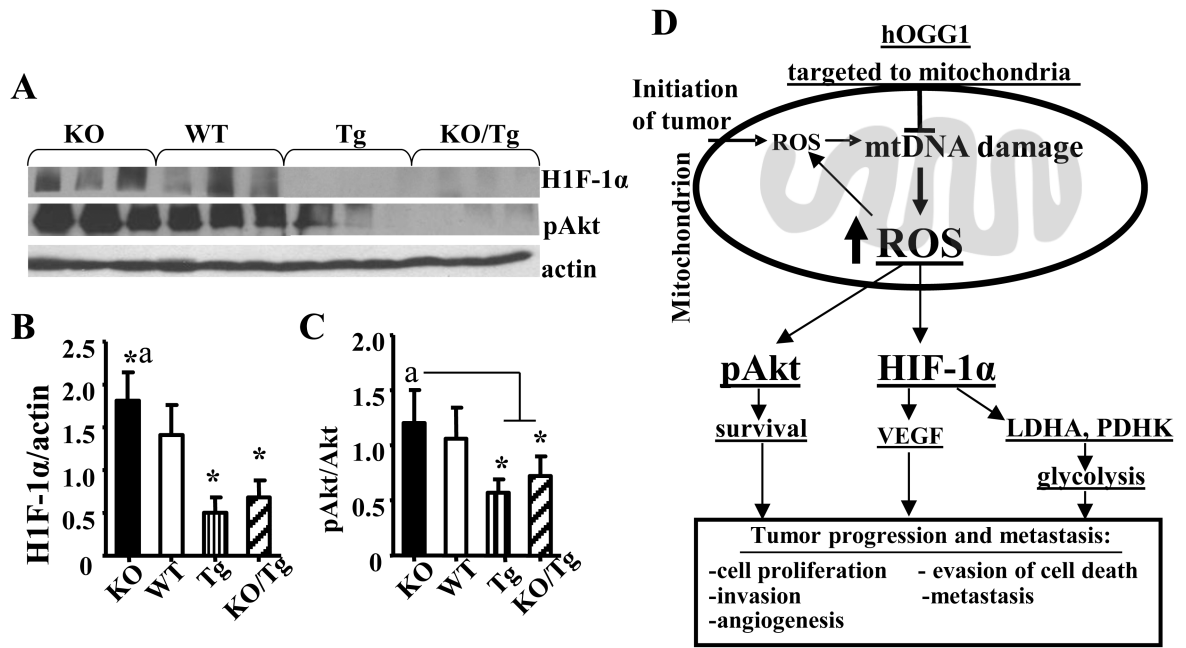 A
KO WT Tg KO/Tg
H1F-1α
pAkt
actin
B
H1F-1α/actin
2.5
2.0
1.5
1.0
0.5
0
*a
*
*
KO WT Tg KO/Tg
C
pAkt/Akt
2.0
1.5
1.0
0.5
0
a
*
*
KO WT Tg KO/Tg
D
hOGG1
targeted to mitochondria
Initiation
of tumor
Mitochondrion
ROS
mtDNA damage
ROS
pAkt HIF-1α
survival
VEGF
LDHA, PDHK
glycolysis
Tumor progression and metastasis:
-cell proliferation - evasion of cell death
-invasion -metastasis
-angiogenesis